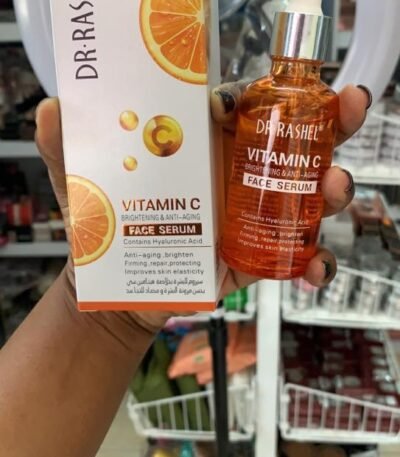 DR·RASHEL
C
VITAMIN C
BRIGHTENING & ANTI-AGING
FACE SERUM
Contains Hyaluronic Acid
Anti-aging ,brighten
Firming,repair,protecting
Improves skin elasticity
DR·RASHEL
VITAMIN C
BRIGHTENING & ANTI-AGING
FACE SERUM
Contains Hyaluronic Acid
Anti-aging ,brighten
Firming,repair,protecting
Improves skin elasticity